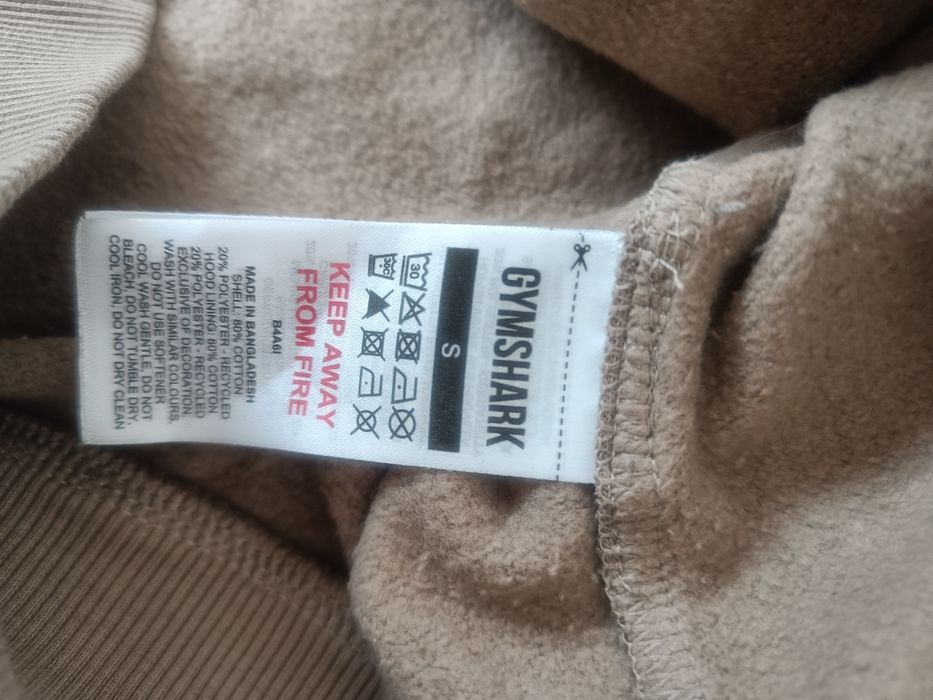 GYMSHARK
S
30
30C
KEEP AWAY
FROM FIRE
B4A6I
MADE IN BANGLADESH
SHELL: 80% COTTON
20% POLYESTER - RECYCLED
HOOD LINING: 80% COTTON
20% POLYESTER - RECYCLED
EXCLUSIVE OF DECORATION.
WASH WITH SIMILAR COLOURS,
DO NOT USE SOFTENER
COOL WASH GENTLE, DO NOT
BLEACH, DO NOT TUMBLE DRY,
COOL IRON, DO NOT DRY CLEAN